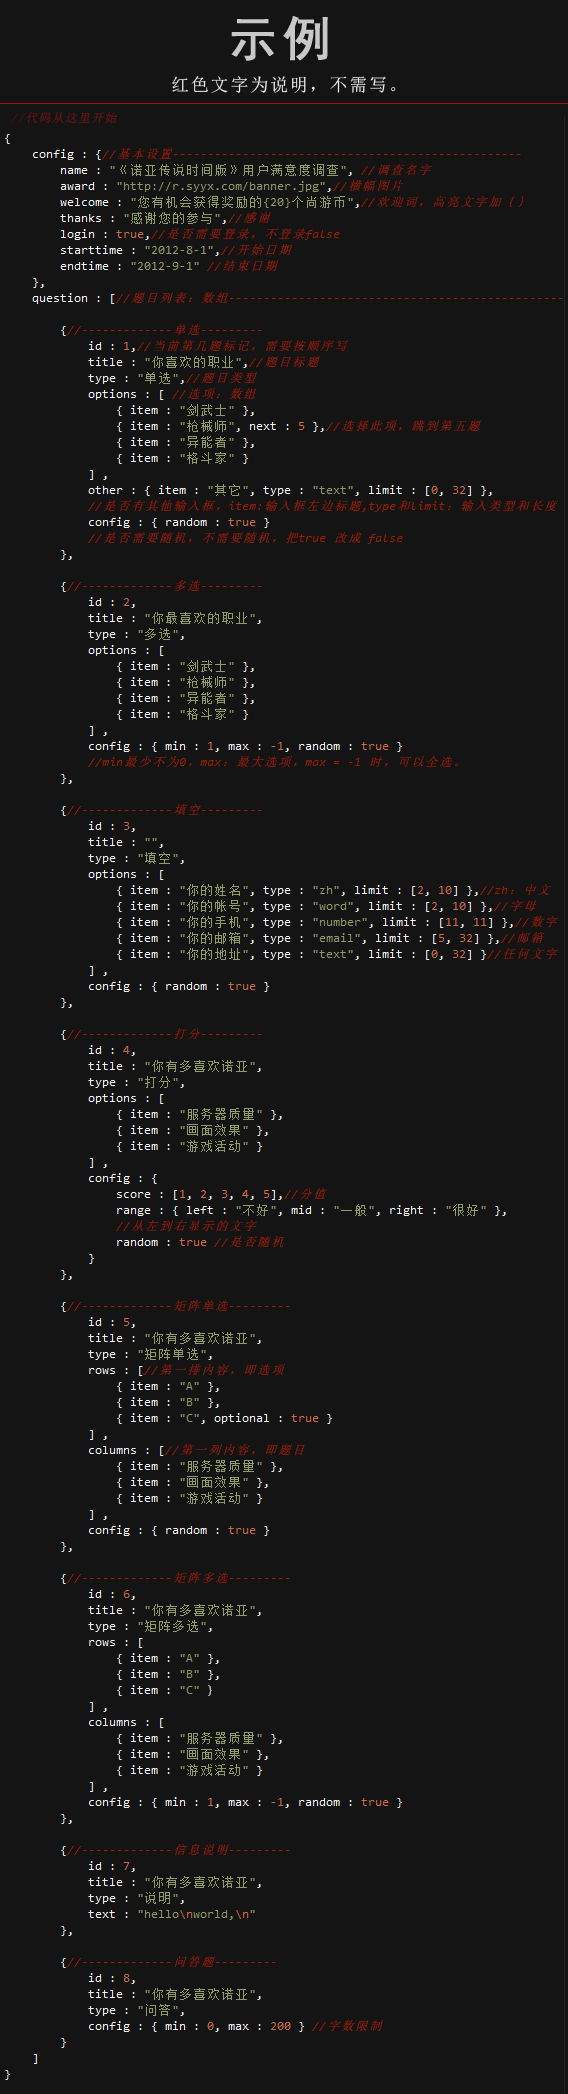 示例
红色文字为说明，不需写。
//代码从这里开始
{
config : {//基本设置--------------------------------------------------
name : "《诺亚传说时间版》用户满意度调查", //调查名字
award : "http://r.syyx.com/banner.jpg",//横幅图片
welcome : "您有机会获得奖励的{20}个尚游币",//欢迎词，高亮文字加｛｝
thanks : "感谢您的参与",//感谢
login : true,//是否需要登录，不登录false
starttime : "2012-8-1",//开始日期
endtime : "2012-9-1" //结束日期
},
question : [//题目列表：数组------------------------------------------------
{//-------------单选---------
id : 1,//当前第几题标记，需要按顺序写
title : "你喜欢的职业",//题目标题
type : "单选",//题目类型
options : [ //选项：数组
{ item : "剑武士" },
{ item : "枪械师", next : 5 },//选择此项，跳到第五题
{ item : "异能者" },
{ item : "格斗家" }
] ,
other : { item : "其它", type : "text", limit : [0, 32] },
//是否有其他输入框，item:输入框左边标题,type和limit：输入类型和长度
config : { random : true }
//是否需要随机，不需要随机，把true 改成 false
},
{//-------------多选---------
id : 2,
title : "你最喜欢的职业",
type : "多选",
options : [
{ item : "剑武士" },
{ item : "枪械师" },
{ item : "异能者" },
{ item : "格斗家" }
] ,
config : { min : 1, max : -1, random : true }
//min最少不为0，max：最大选项，max = -1 时，可以全选。
},
{//-------------填空---------
id : 3,
title : "",
type : "填空",
options : [
{ item : "你的姓名", type : "zh", limit : [2, 10] },//zh：中文
{ item : "你的帐号", type : "word", limit : [2, 10] },//字母
{ item : "你的手机", type : "number", limit : [11, 11] },//数字
{ item : "你的邮箱", type : "email", limit : [5, 32] },//邮箱
{ item : "你的地址", type : "text", limit : [0, 32] }//任何文字
] ,
config : { random : true }
},
{//-------------打分---------
id : 4,
title : "你有多喜欢诺亚",
type : "打分",
options : [
{ item : "服务器质量" },
{ item : "画面效果" },
{ item : "游戏活动" }
] ,
config : {
score : [1, 2, 3, 4, 5],//分值
range : { left : "不好", mid : "一般", right : "很好" },
//从左到右显示的文字
random : true //是否随机
}
},
{//-------------矩阵单选---------
id : 5,
title : "你有多喜欢诺亚",
type : "矩阵单选",
rows : [//第一排内容，即选项
{ item : "A" },
{ item : "B" },
{ item : "C", optional : true }
] ,
columns : [//第一列内容，即题目
{ item : "服务器质量" },
{ item : "画面效果" },
{ item : "游戏活动" }
] ,
config : { random : true }
},
{//-------------矩阵多选---------
id : 6,
title : "你有多喜欢诺亚",
type : "矩阵多选",
rows : [
{ item : "A" },
{ item : "B" },
{ item : "C" }
] ,
columns : [
{ item : "服务器质量" },
{ item : "画面效果" },
{ item : "游戏活动" }
] ,
config : { min : 1, max : -1, random : true }
},
{//-------------信息说明---------
id : 7,
title : "你有多喜欢诺亚",
type : "说明",
text : "hello\nworld,\n"
},
{//-------------问答题---------
id : 8,
title : "你有多喜欢诺亚",
type : "问答",
config : { min : 0, max : 200 } //字数限制
}
]
}